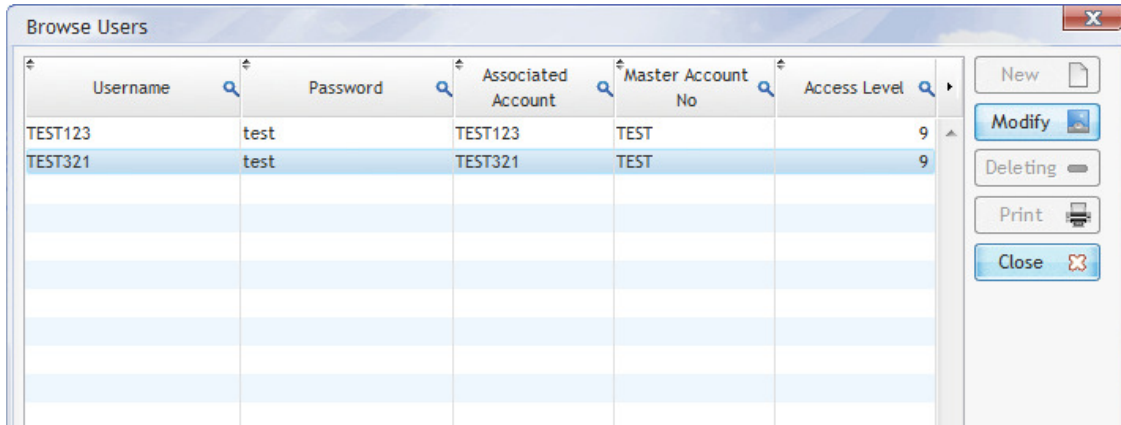 Browse Users
Username Password Associated Account Master Account No Access Level
TEST123 test TEST123 TEST 9
TEST321 test TEST321 TEST 9
New
Modify
Deleting
Print
Close